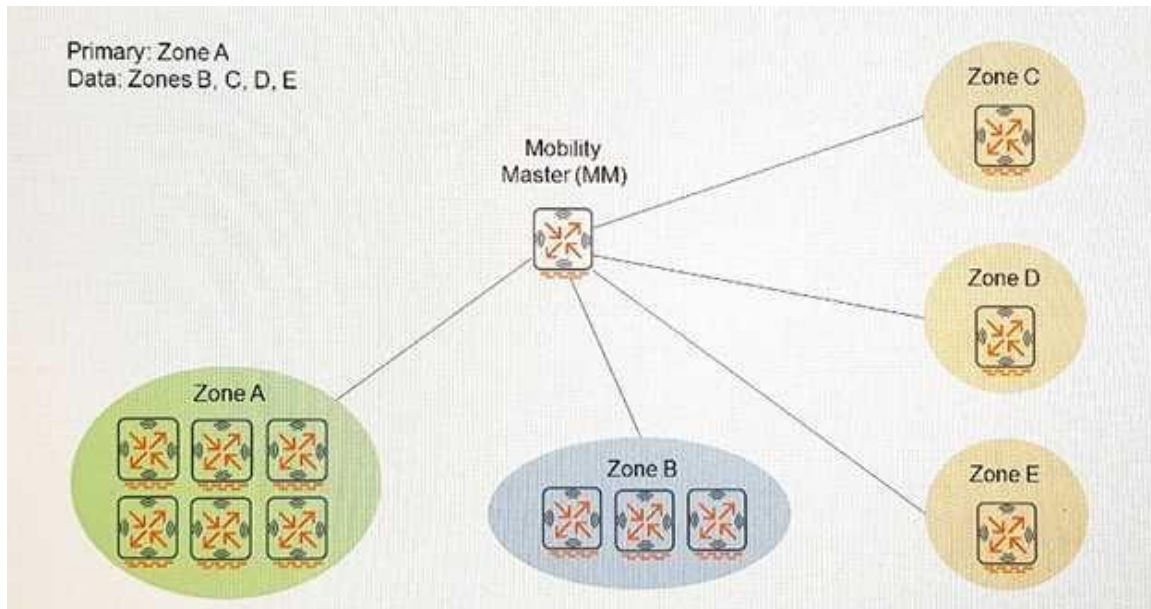 Primary: Zone A
Data: Zones B, C, D, E
Mobility
Master (MM)
Zone C
Zone D
Zone A
Zone B
Zone E